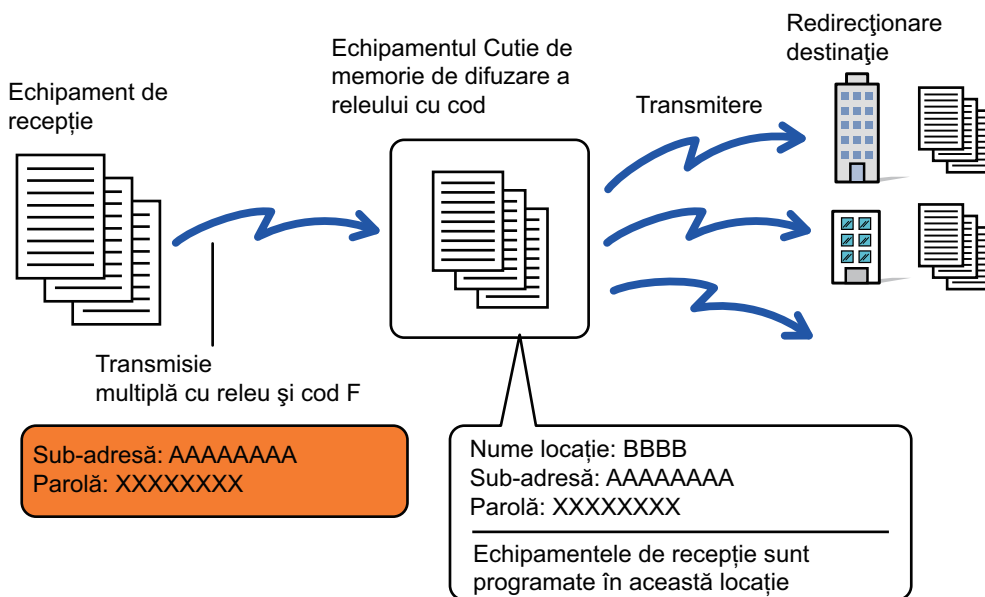 Echipament de
recepție
Echipamentul Cutie de
memorie de difuzare a
releului cu cod
Transmitere
Redirecţionare
destinaţie
Transmisie
multiplă cu releu şi cod F
Sub-adresă: AAAAAAAA
Parolă: XXXXXXXX
Nume locație: BBBB
Sub-adresă: AAAAAAAA
Parolă: XXXXXXXX
Echipamentele de recepție sunt
programate în această locație